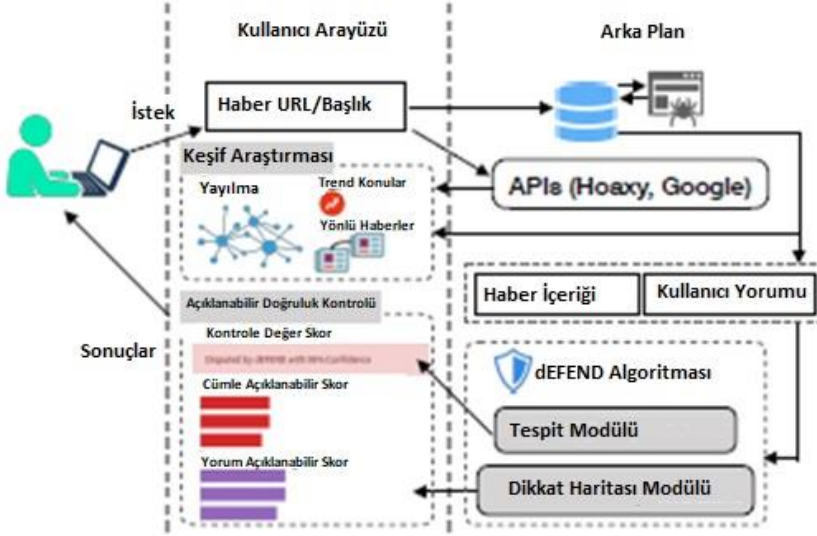 Kullanıcı Arayüzü
Arka Plan
İstek
Haber URL/Başlık
Keşif Araştırması
Yayılma
Trend Konular
Yönlü Haberler
APIs (Hoaxy, Google)
Haber İçeriği
Kullanıcı Yorumu
Açıklanabilir Doğruluk Kontrolü
Kontrole Değer Skor
Disputed by dEFEND with 98% Confidence
Sonuçlar
Cümle Açıklanabilir Skor
Yorum Açıklanabilir Skor
dEFEND Algoritması
Tespit Modülü
Dikkat Haritası Modülü